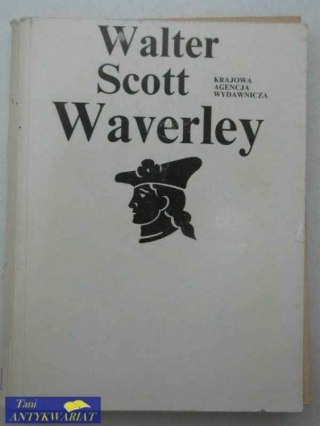 Walter
Scott
KRAJOWA
AGENCJA
WYDAWNICZA
Waverley
Tani
ANTYKWARIAT